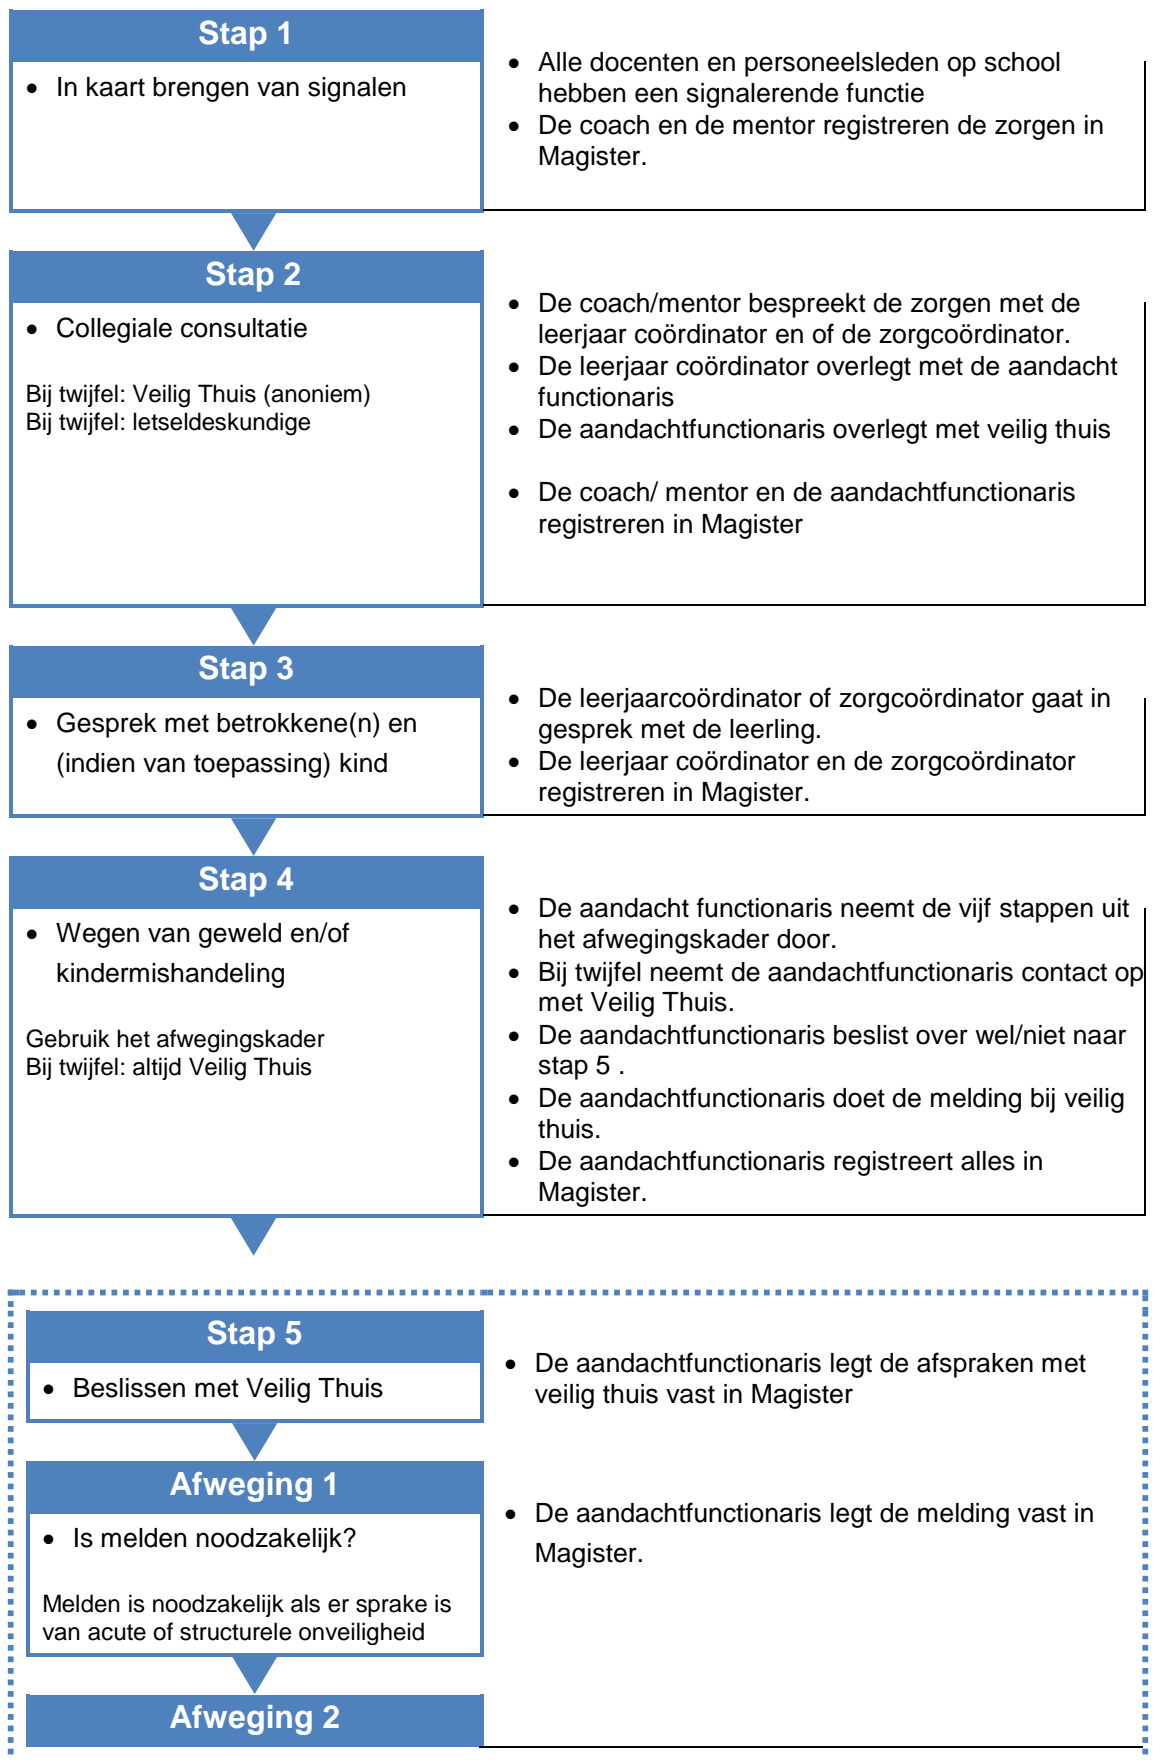 Stap 1
• In kaart brengen van signalen
• Alle docenten en personeelsleden op school
hebben een signalerende functie
• De coach en de mentor registreren de zorgen in
Magister.
Stap 2
• Collegiale consultatie
Bij twijfel: Veilig Thuis (anoniem)
Bij twijfel: letseldeskundige
• De coach/mentor bespreekt de zorgen met de
leerjaar coördinator en of de zorgcoördinator.
• De leerjaar coördinator overlegt met de aandacht
functionaris
• De aandachtfunctionaris overlegt met veilig thuis
• De coach/ mentor en de aandachtfunctionaris
registreren in Magister
Stap 3
• Gesprek met betrokkene(n) en
(indien van toepassing) kind
• De leerjaarcoördinator of zorgcoördinator gaat in
gesprek met de leerling.
• De leerjaar coördinator en de zorgcoördinator
registreren in Magister.
Stap 4
• Wegen van geweld en/of
kindermishandeling
Gebruik het afwegingskader
Bij twijfel: altijd Veilig Thuis
• De aandacht functionaris neemt de vijf stappen uit
het afwegingskader door.
• Bij twijfel neemt de aandachtfunctionaris contact op
met Veilig Thuis.
• De aandachtfunctionaris beslist over wel/niet naar
stap 5 .
• De aandachtfunctionaris doet de melding bij veilig
thuis.
• De aandachtfunctionaris registreert alles in
Magister.
Stap 5
• Beslissen met Veilig Thuis
• De aandachtfunctionaris legt de afspraken met
veilig thuis vast in Magister
Afweging 1
• Is melden noodzakelijk?
Melden is noodzakelijk als er sprake is
van acute of structurele onveiligheid
• De aandachtfunctionaris legt de melding vast in
Magister.
Afweging 2